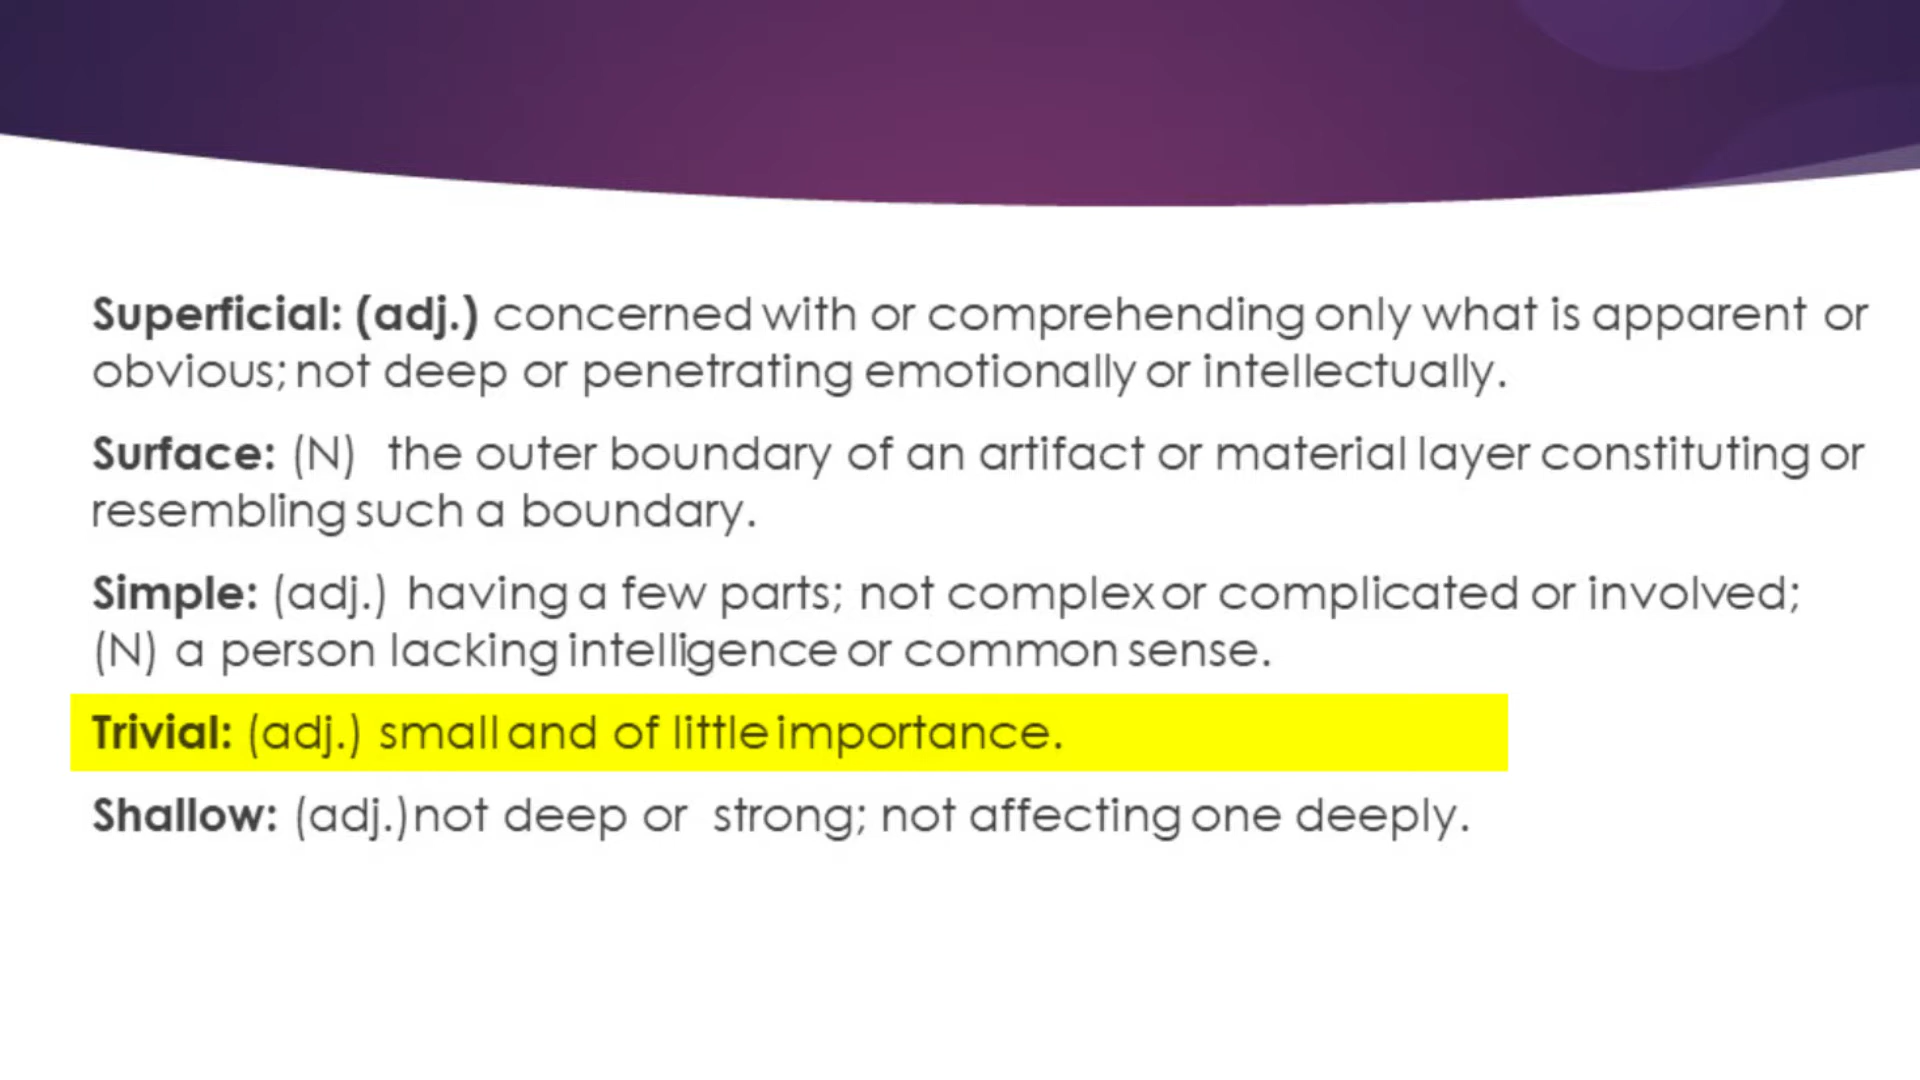 Superficial: (adj.) concerned with or comprehending only what is apparent or
obvious; not deep or penetrating emotionally or intellectually.
Surface: (N) the outer boundary of an artifact or material layer constituting or
resembling such a boundary.
Simple: (adj.) having a few parts; not complex or complicated or involved;
(N) a person lacking intelligence or common sense.
Trivial: (adj.) small and of little importance.
Shallow: (adj.)not deep or strong; not affecting one deeply.